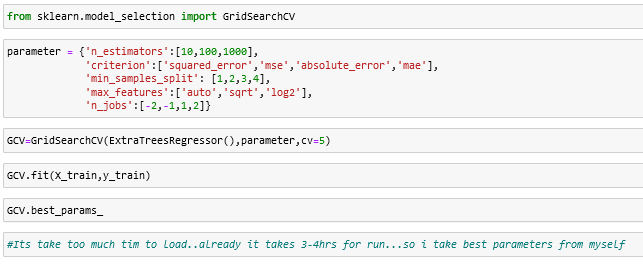 from sklearn.model_selection import GridSearchCV
parameter = {'n_estimators':[10,100,1000],
'criterion':['squared_error','mse','absolute_error','mae'],
'min_samples_split': [1,2,3,4],
'max_features':['auto','sqrt','log2'],
'n_jobs':[-2,-1,1,2]}
GCV=GridSearchCV(ExtraTreesRegressor(),parameter,cv=5)
GCV.fit(X_train,y_train)
GCV.best_params_
#Its take too much tim to Load..already it takes 3-4hrs for run...so i take best parameters from myself